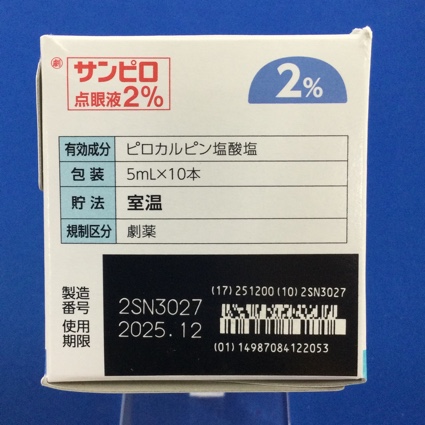 劇
サンピロ
点眼液2%
2%
有効成分 ピロカルピン塩酸塩
包装 5mL×10本
貯法 室温
規制区分 劇薬
製造番号 2SN3027
使用期限 2025.12
(17)251200(10)2SN3027
(01)14987084122053